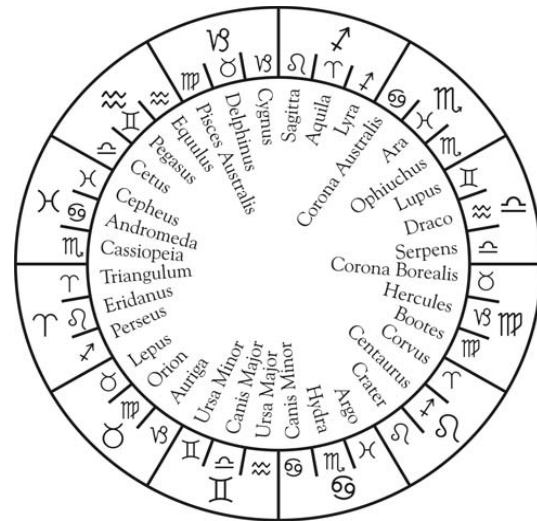 Triangulum
Eridanus
Perseus
Lepus
Orion
Auriga
Ursa Minor
Canis Major
Ursa Major
Canis Minor
Hydra
Argo
Crater
Centaurus
Corvus
Bootes
Hercules
Corona Borealis
Serpens
Draco
Lupus
Ophiuchus
Ara
Corona Australis
Lyra
Aquila
Sagitta
Cygnus
Delphinus
Pisces Australis
Equulus
Pegasus
Cetus
Cepheus
Andromeda
Cassiopeia